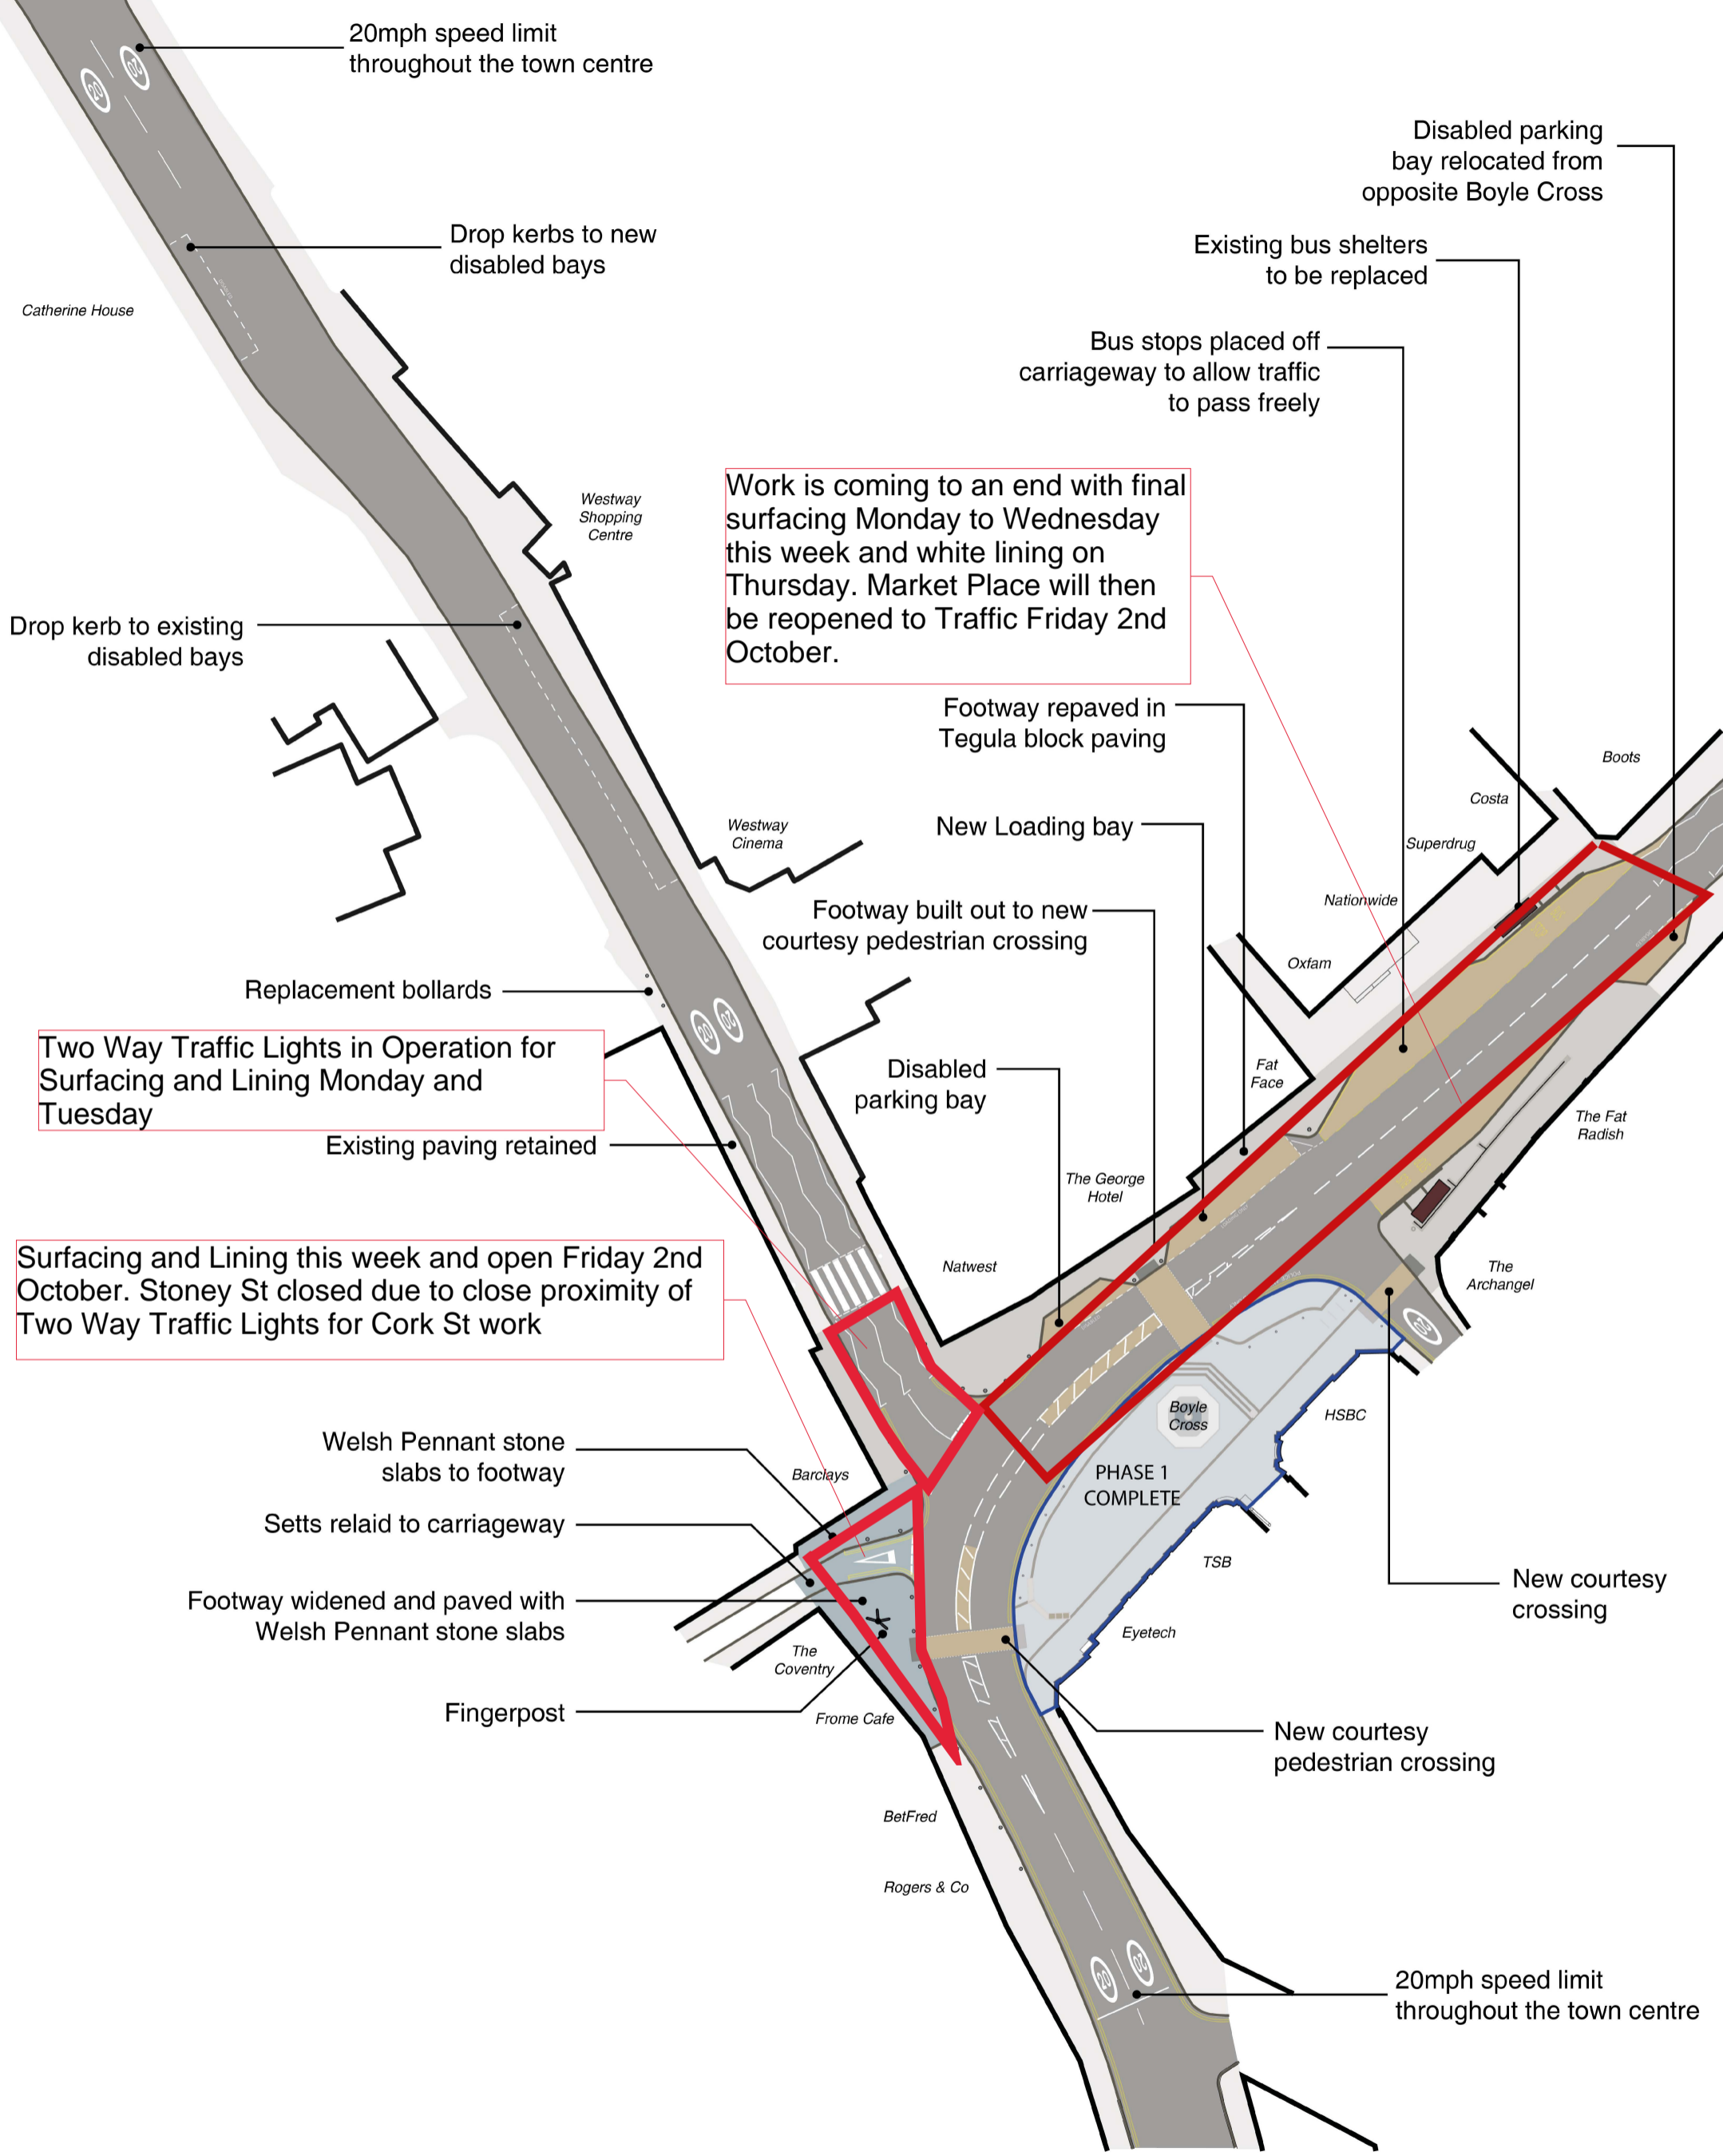 20mph speed limit
throughout the town centre
20
20
Disabled parking
bay relocated from
opposite Boyle Cross
Drop kerbs to new
disabled bays
Existing bus shelters
to be replaced
Catherine House
Bus stops placed off
carriageway to allow traffic
to pass freely
Work is coming to an end with final
surfacing Monday to Wednesday
this week and white lining on
Thursday. Market Place will then
be reopened to Traffic Friday 2nd
October.
Westway
Shopping
Centre
Drop kerb to existing
disabled bays
Footway repaved in
Tegula block paving
Boots
Costa
New Loading bay
Westway
Cinema
Superdrug
Nationwide
Footway built out to new
courtesy pedestrian crossing
Oxfam
Replacement bollards
20
20
Two Way Traffic Lights in Operation for
Surfacing and Lining Monday and
Tuesday
Disabled
parking bay
Fat
Face
The Fat
Radish
Existing paving retained
The George
Hotel
Surfacing and Lining this week and open Friday 2nd
October. Stoney St closed due to close proximity of
Two Way Traffic Lights for Cork St work
Natwest
The
Archangel
20
Boyle
Cross
HSBC
Welsh Pennant stone
slabs to footway
Barclays
PHASE 1
COMPLETE
Setts relaid to carriageway
TSB
Footway widened and paved with
Welsh Pennant stone slabs
New courtesy
crossing
Eyetech
The
Coventry
Fingerpost
Frome Cafe
New courtesy
pedestrian crossing
BetFred
Rogers & Co
20
20
20mph speed limit
throughout the town centre